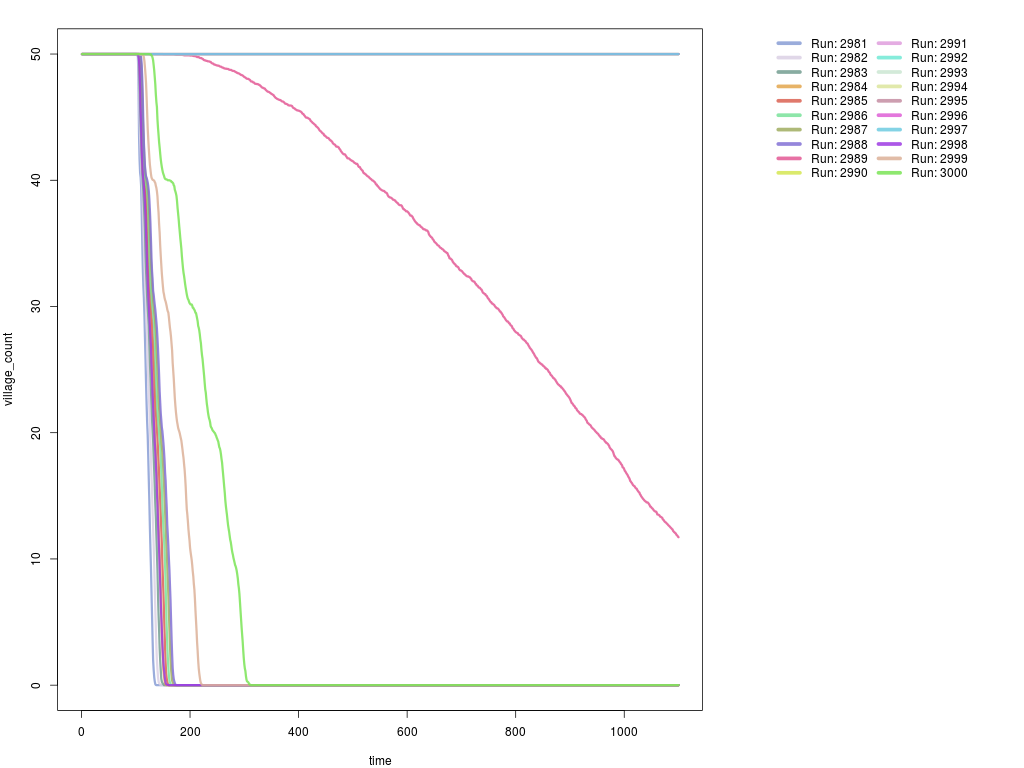 50
40
30
20
10
0
village_count
0 200 400 600 800 1000
time
Run: 2981 Run: 2991
Run: 2982 Run: 2992
Run: 2983 Run: 2993
Run: 2984 Run: 2994
Run: 2985 Run: 2995
Run: 2986 Run: 2996
Run: 2987 Run: 2997
Run: 2988 Run: 2998
Run: 2989 Run: 2999
Run: 2990 Run: 3000